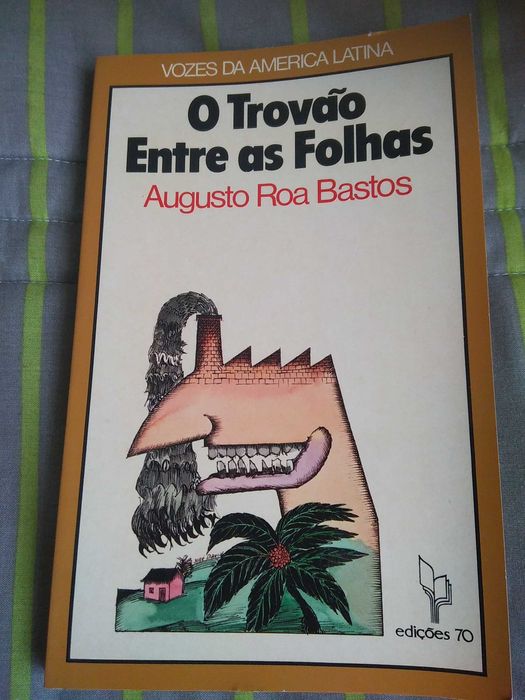 VOZES DA AMERICA LATINA
O Trovão
Entre as Folhas
Augusto Roa Bastos
edições 70